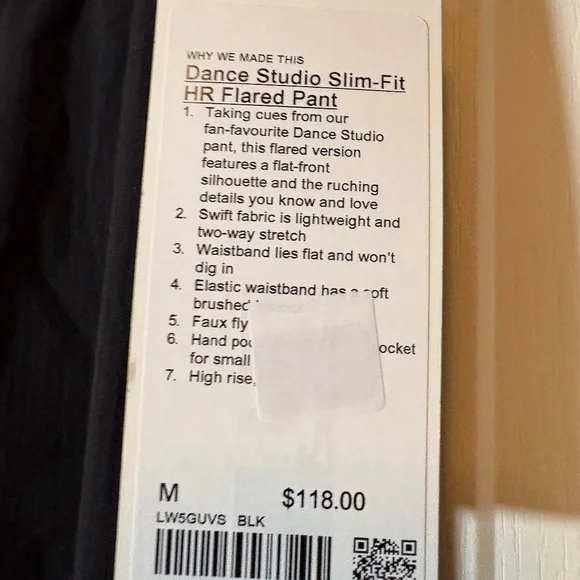 WHY WE MADE THIS
Dance Studio Slim-Fit
HR Flared Pant
1. Taking cues from our
fan-favourite Dance Studio
pant, this flared version
features a flat-front
silhouette and the ruching
details you know and love
2. Swift fabric is lightweight and
two-way stretch
3. Waistband lies flat and won't
dig in
4. Elastic waistband has a soft
brushed
5. Faux fly
6. Hand
for small
7. High rise,
M $118.00
LW5GUVS BLK